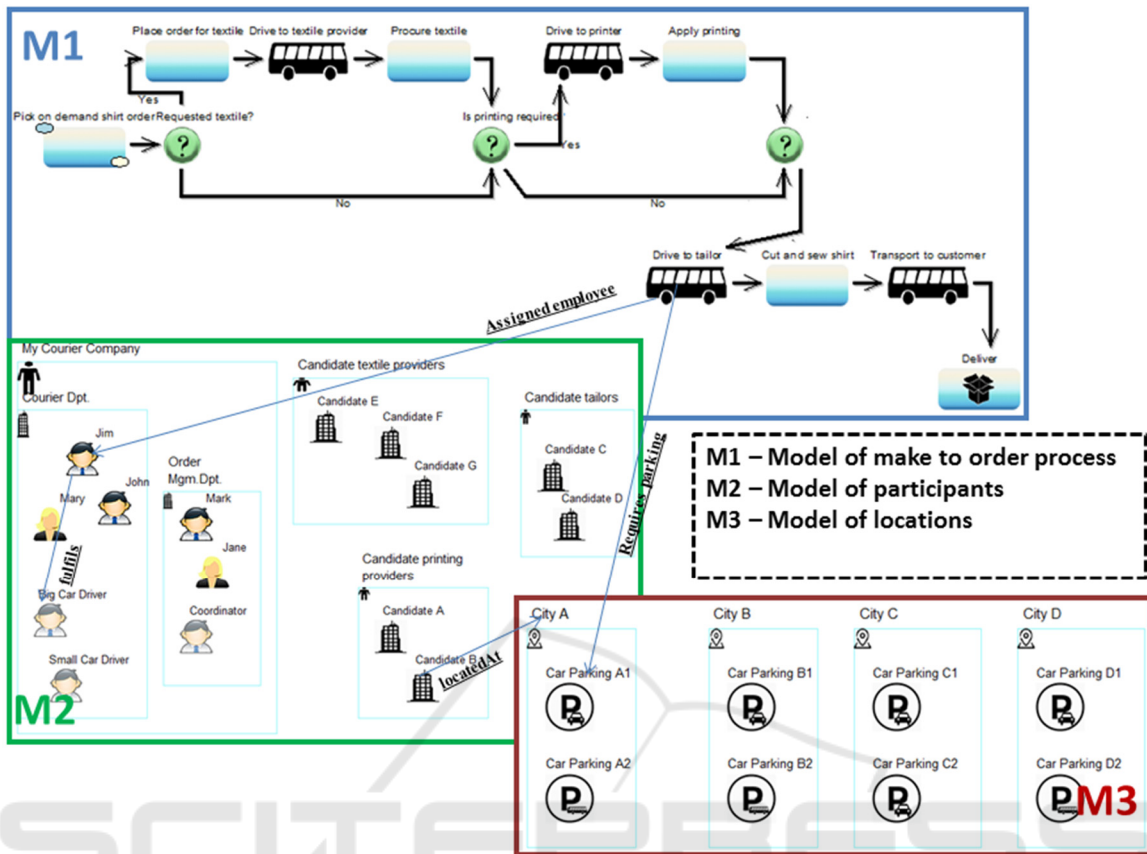 M1
Place order for textile
Drive to textile provider
Procure textile
Drive to printer
Apply printing
Yes
Pick on demand shirt order
Requested textile?
Is printing required
?
?
?
Yes
No
No
Drive to tailor
Cut and sew shirt
Transport to customer
Assigned employee
Deliver
My Courier Company
Courier Dpt.
Jim
John
Mary
fulfils
Big Car Driver
Small Car Driver
Order
Mgm.Dpt.
Mark
Jane
Coordinator
Candidate textile providers
Candidate E
Candidate F
Candidate G
Candidate tailors
Candidate C
Candidate D
Candidate printing
providers
Candidate A
Candidate B
locatedAt
Requires parking
M2
M1 – Model of make to order process
M2 – Model of participants
M3 – Model of locations
City A
City B
City C
City D
Car Parking A1
Car Parking B1
Car Parking C1
Car Parking D1
P
P
P
P
Car Parking A2
Car Parking B2
Car Parking C2
Car Parking D2
P
P
P
P
M3
SCITEPRESS